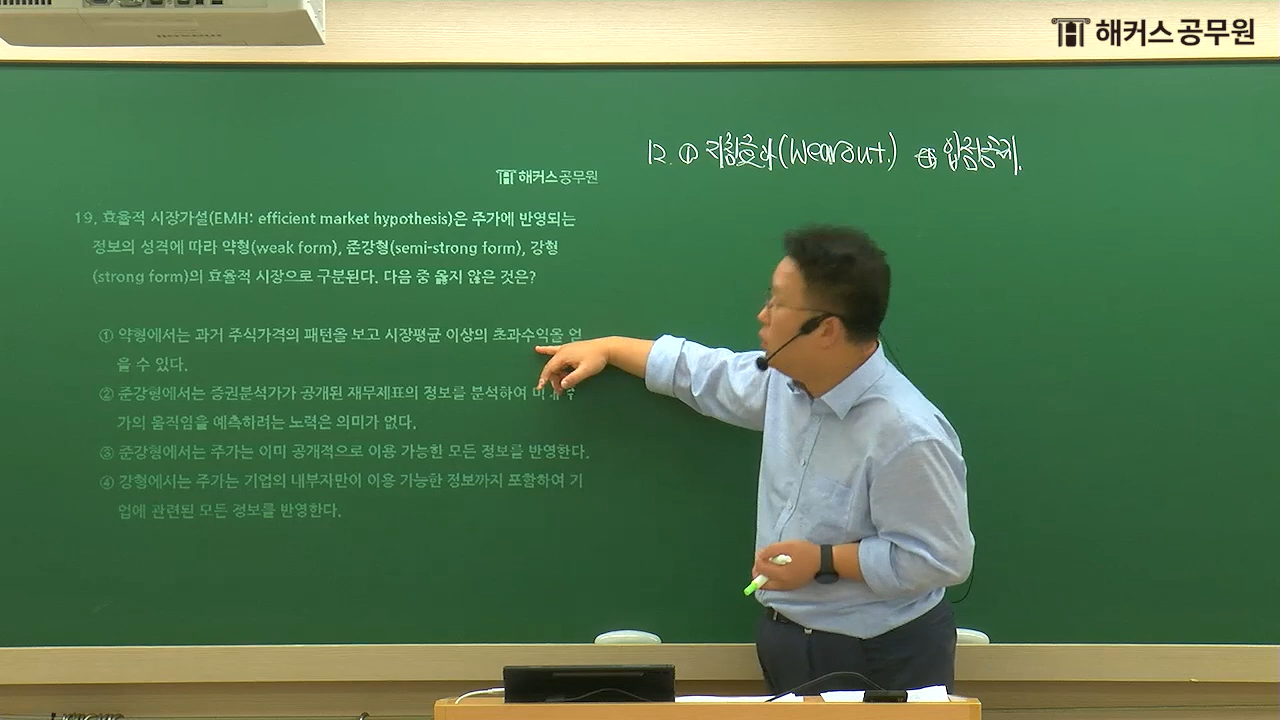 해커스 공무원
12. ① 지침효과(Wearout.) ④ 입점공제.
해커스공무원
19. 효율적 시장가설(EMH: efficient market hypothesis)은 주가에 반영되는
정보의 성격에 따라 약형(weak form), 준강형(semi-strong form), 강형
(strong form)의 효율적 시장으로 구분된다. 다음 중 옳지 않은 것은?
① 약형에서는 과거 주식가격의 패턴을 보고 시장평균 이상의 초과수익을 얻
을 수 있다.
② 준강형에서는 증권분석가가 공개된 재무제표의 정보를 분석하여
가의 움직임을 예측하려는 노력은 의미가 없다.
③ 준강형에서는 주가는 이미 공개적으로 이용 가능한 모든 정보를 반영한다.
④ 강형에서는 주가는 기업의 내부자만이 이용 가능한 정보까지 포함하여 기
업에 관련된 모든 정보를 반영한다.